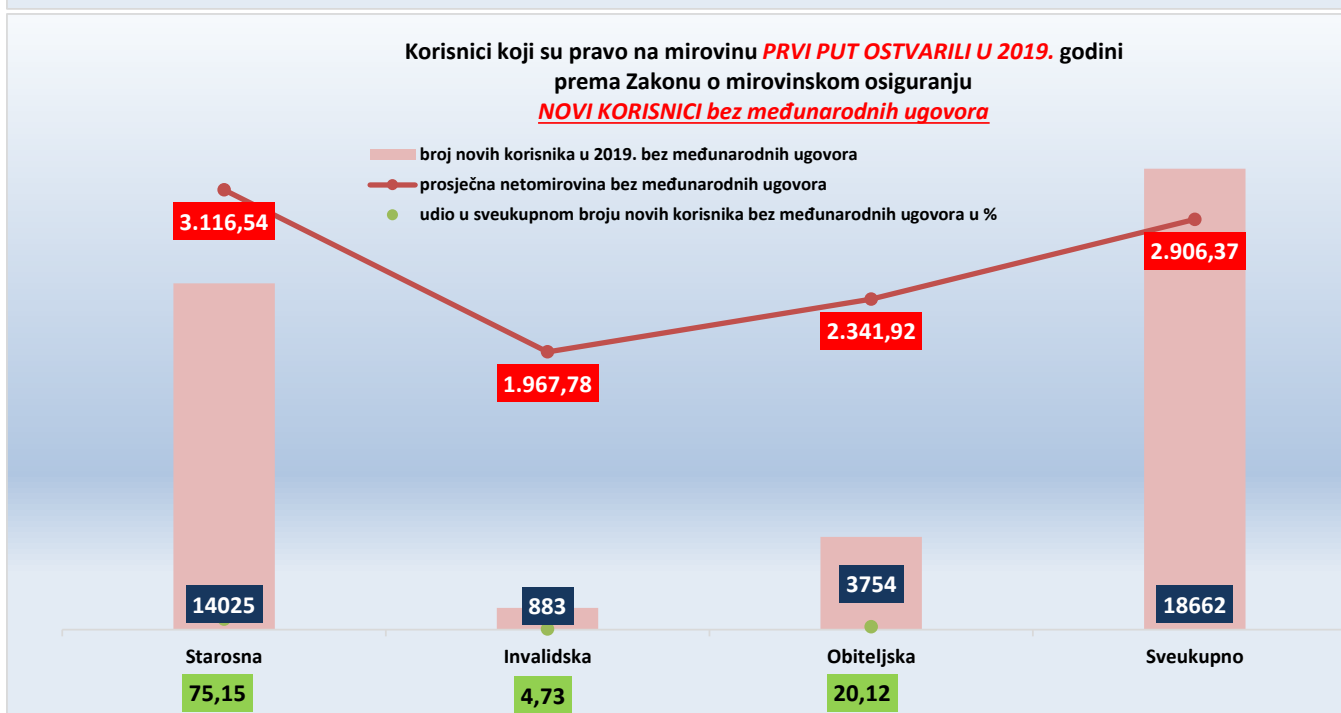 Korisnici koji su pravo na mirovinu PRVI PUT OSTVARILI U 2019. godini
prema Zakonu o mirovinskom osiguranju
NOVI KORISNICI bez međunarodnih ugovora
broj novih korisnika u 2019. bez međunarodnih ugovora
prosječna netomirovina bez međunarodnih ugovora
udio u sveukupnom broju novih korisnika bez međunarodnih ugovora u %
3.116,54
1.967,78
2.341,92
2.906,37
14025
883
3754
18662
Starosna
Invalidska
Obiteljska
Sveukupno
75,15
4,73
20,12